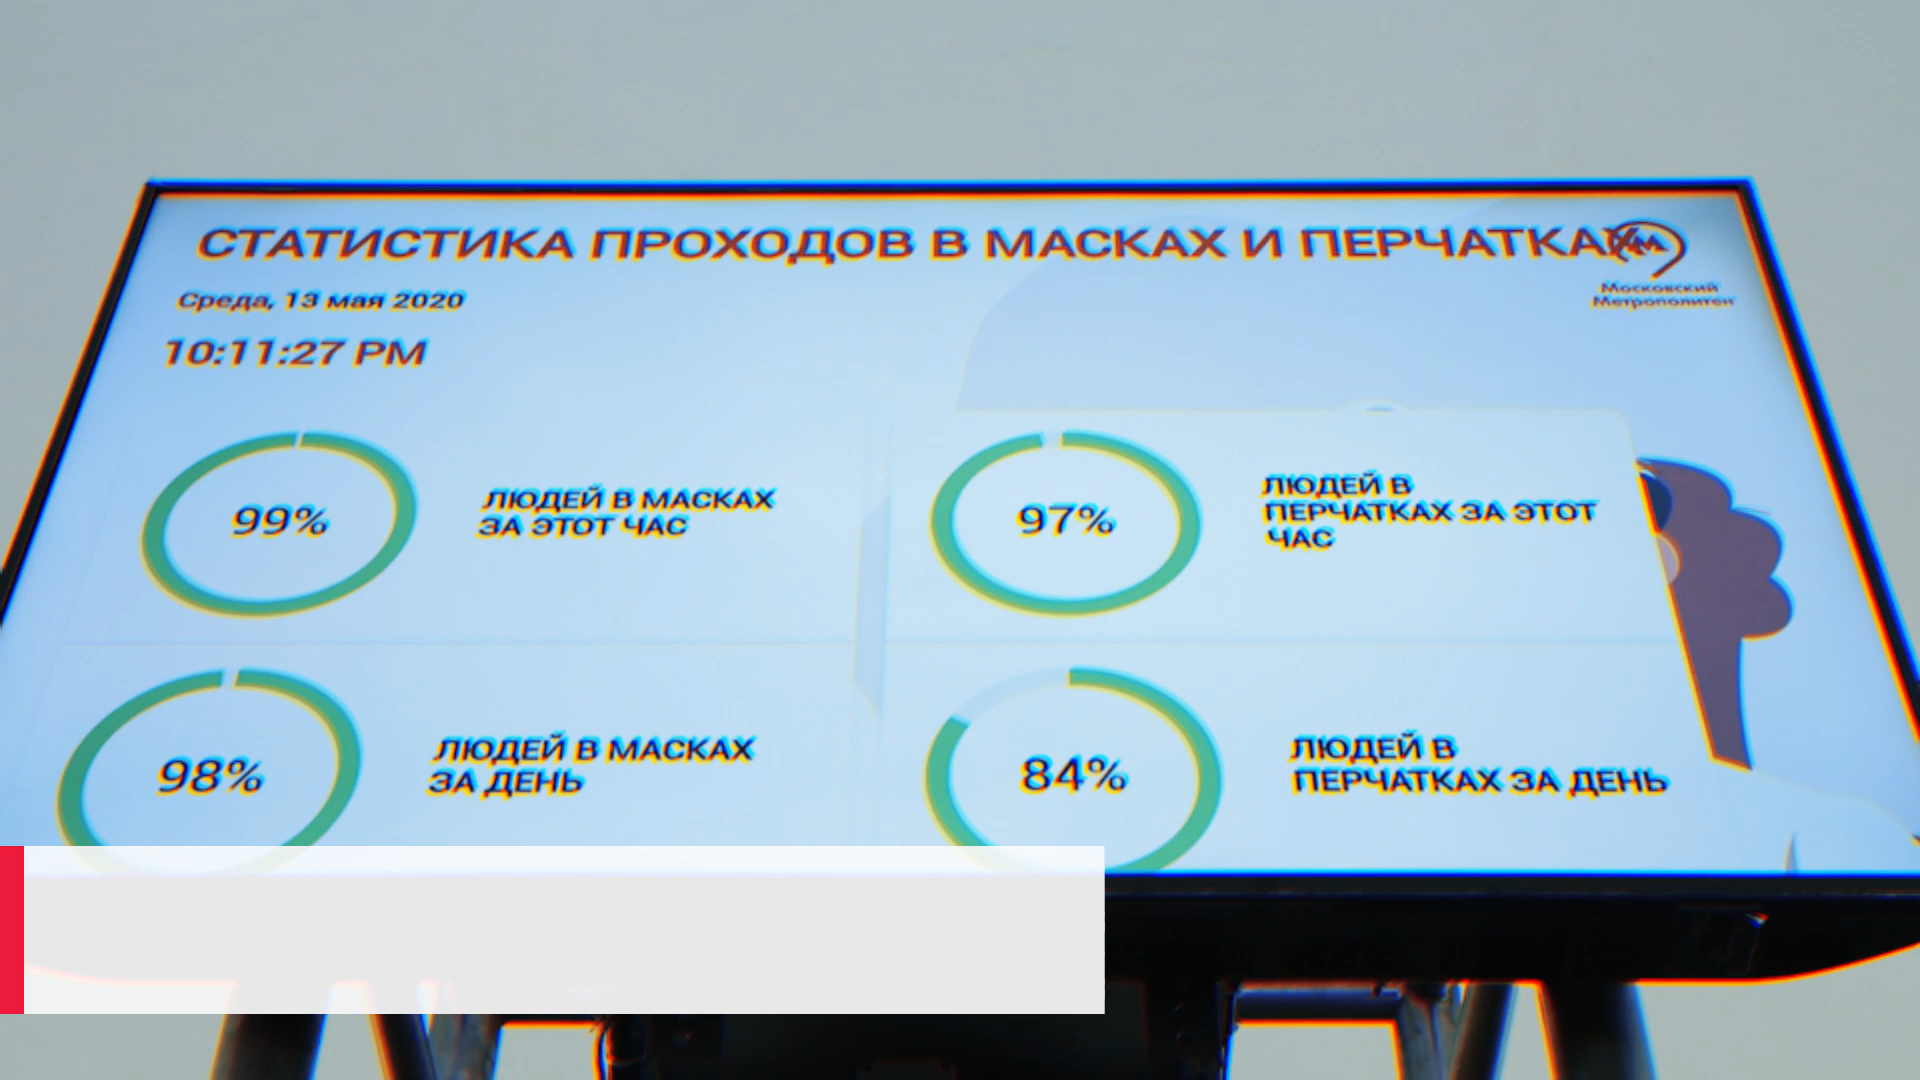 СТАТИСТИКА ПРОХОДОВ В МАСКАХ И ПЕРЧАТКАХ
Московский
Метрополитен
Среда, 13 мая 2020
10:11:27 PM
99%
ЛЮДЕЙ В МАСКАХ
ЗА ЭТОТ ЧАС
97%
ЛЮДЕЙ В
ПЕРЧАТКАХ ЗА ЭТОТ
ЧАС
98%
ЛЮДЕЙ В МАСКАХ
ЗА ДЕНЬ
84%
ЛЮДЕЙ В
ПЕРЧАТКАХ ЗА ДЕНЬ